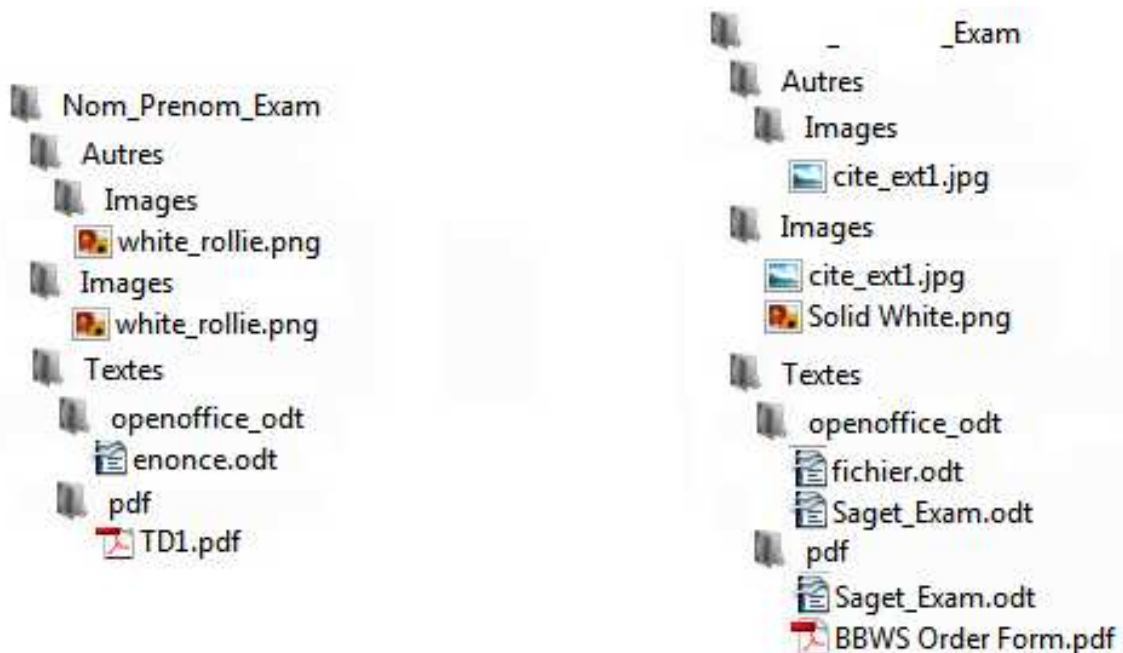 Nom_Prenom_Exam
Autres
Images
white_rollie.png
Images
white_rollie.png
Textes
openoffice_odt
enonce.odt
pdf
TD1.pdf
_ _Exam
Autres
Images
cite_ext1.jpg
Images
cite_ext1.jpg
Solid White.png
Textes
openoffice_odt
fichier.odt
Saget_Exam.odt
pdf
Saget_Exam.odt
BBWS Order Form.pdf